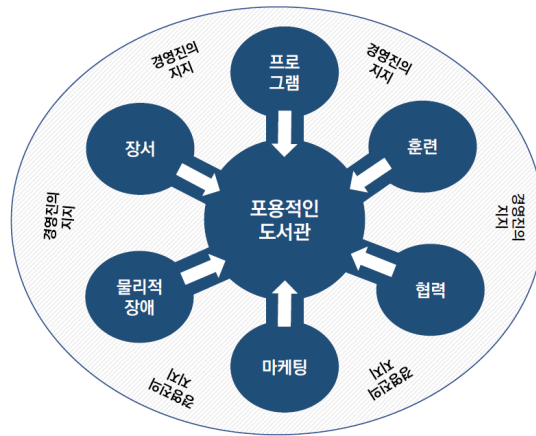 경영진의
지지
프로
그램
경영진의
지지
장서
훈련
포용적인
도서관
경영진의
지지
경영진의
지지
물리적
장애
협력
마케팅
경영진의
지지
경영진의
지지